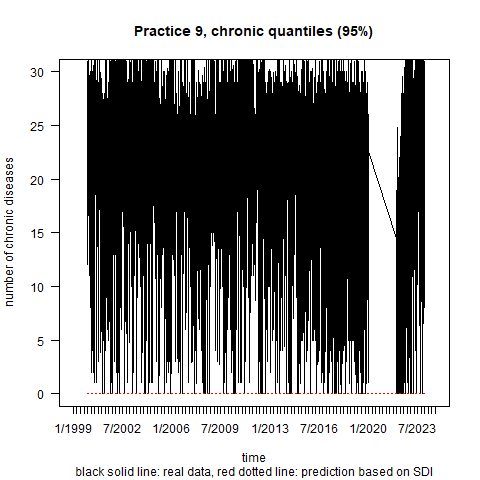 Practice 9, chronic quantiles (95%)
number of chronic diseases
30
25
20
15
10
5
0
1/1999 7/2002 1/2006 7/2009 1/2013 7/2016 1/2020 7/2023
time
black solid line: real data, red dotted line: prediction based on SDI